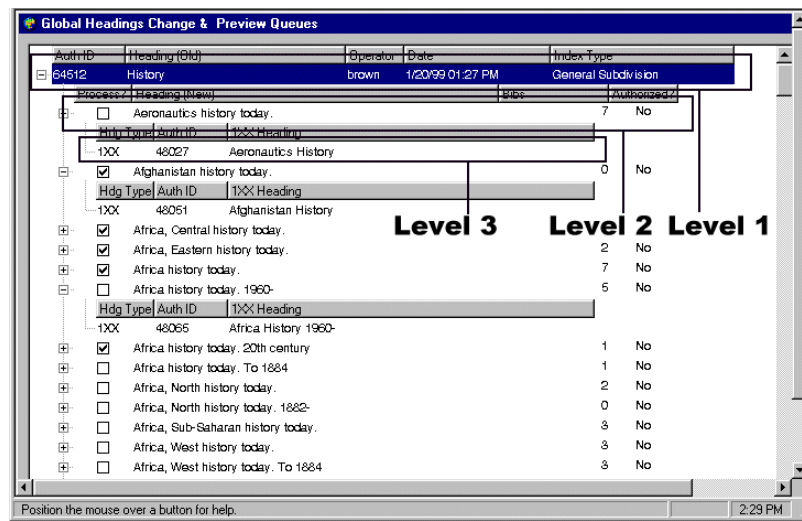 Global Headings Change & Preview Queues
Auth ID Heading (Old) Operator Date Index Type
64512 History brown 1/20/99 01:27 PM General Subdivision
Process? Heading (New) Bibs Authorized?
Aeronautics history today. 7 No
Hdg Type Auth ID 1XX Heading
1XX 48027 Aeronautics History
Afghanistan history today. 0 No
Hdg Type Auth ID 1XX Heading
1XX 48051 Afghanistan History
Africa, Central history today.
Level 3 Level 2 Level 1
Africa, Eastern history today. 2 No
Africa history today. 7 No
Africa history today. 1960- 5 No
Hdg Type Auth ID 1XX Heading
1XX 48065 Africa History 1960-
Africa history today. 20th century 1 No
Africa history today. To 1884 1 No
Africa, North history today. 2 No
Africa, North history today. 1882- 0 No
Africa, Sub-Saharan history today. 3 No
Africa, West history today. 3 No
Africa, West history today. To 1884 3 No
Position the mouse over a button for help. 2:29 PM